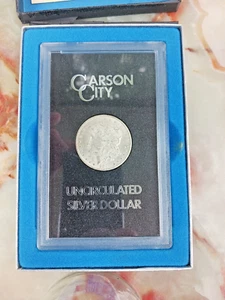 CARSON
CITY
UNCIRCULATED
SILVER DOLLAR